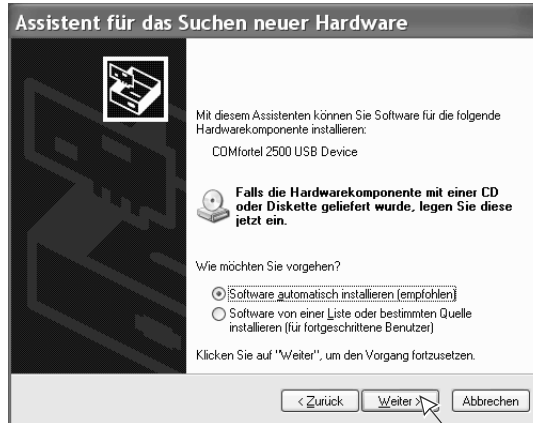 Assistent für das Suchen neuer Hardware
Mit diesem Assistenten können Sie Software für die folgende
Hardwarekomponente installieren:
COMfortel 2500 USB Device
Falls die Hardwarekomponente mit einer CD
oder Diskette geliefert wurde, legen Sie diese
jetzt ein.
Wie möchten Sie vorgehen?
Software automatisch installieren (empfohlen)
Software von einer Liste oder bestimmten Quelle
installieren (für fortgeschrittene Benutzer)
Klicken Sie auf "Weiter", um den Vorgang fortzusetzen.
< Zurück Weiter > Abbrechen